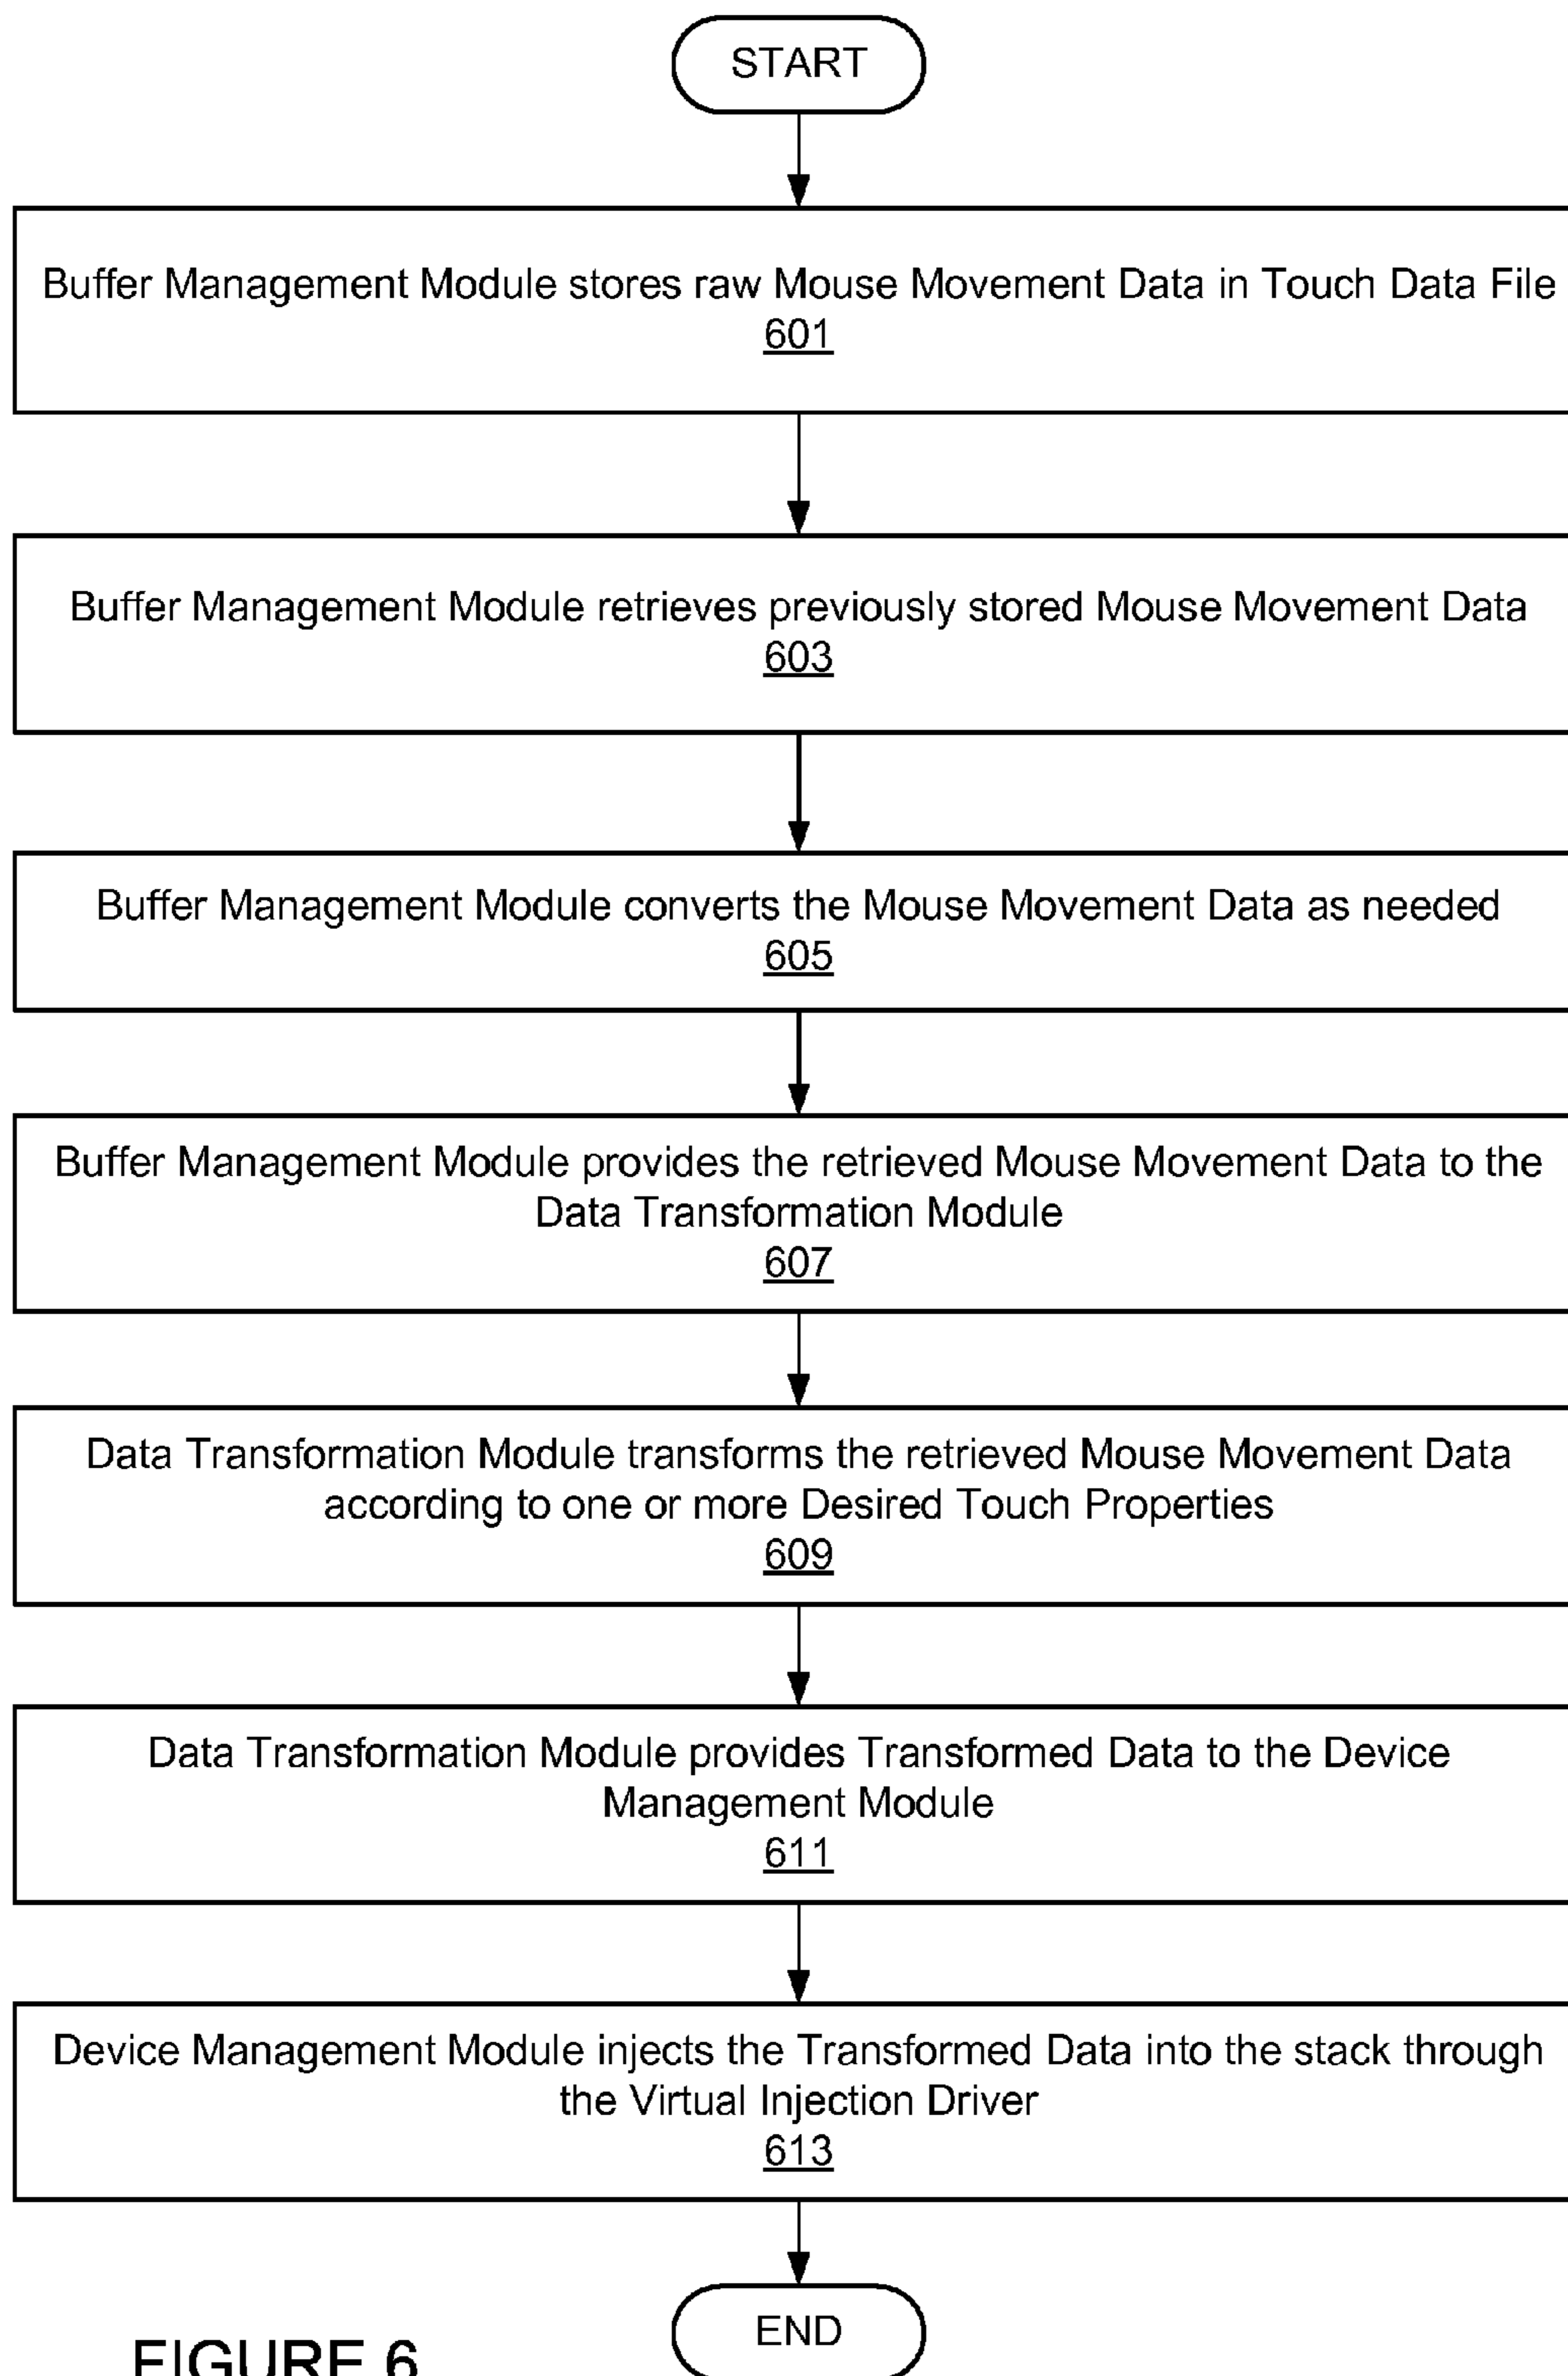 START
Buffer Management Module stores raw Mouse Movement Data in Touch Data File
601
Buffer Management Module retrieves previously stored Mouse Movement Data
603
Buffer Management Module converts the Mouse Movement Data as needed
605
Buffer Management Module provides the retrieved Mouse Movement Data to the
Data Transformation Module
607
Data Transformation Module transforms the retrieved Mouse Movement Data
according to one or more Desired Touch Properties
609
Data Transformation Module provides Transformed Data to the Device
Management Module
611
Device Management Module injects the Transformed Data into the stack through
the Virtual Injection Driver
613
END
FIGURE 6